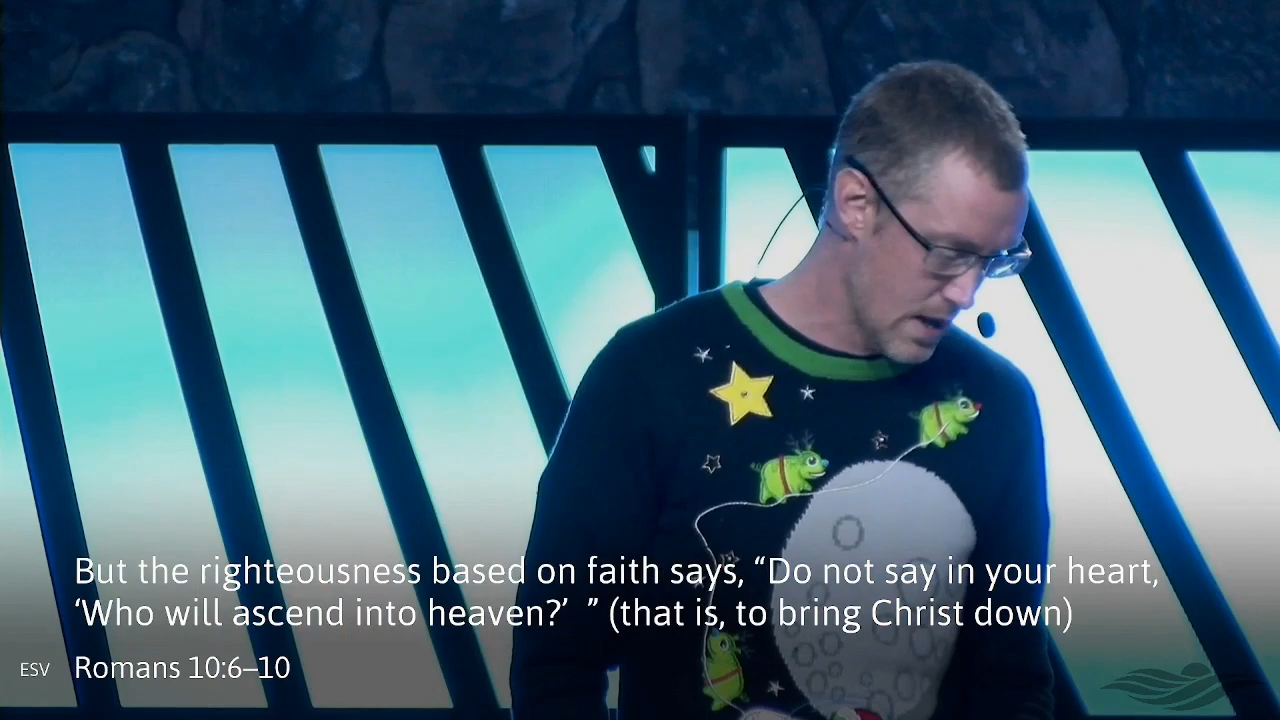 But the righteousness based on faith says, “Do not say in your heart,
‘Who will ascend into heaven?’ ” (that is, to bring Christ down)
ESV Romans 10:6–10